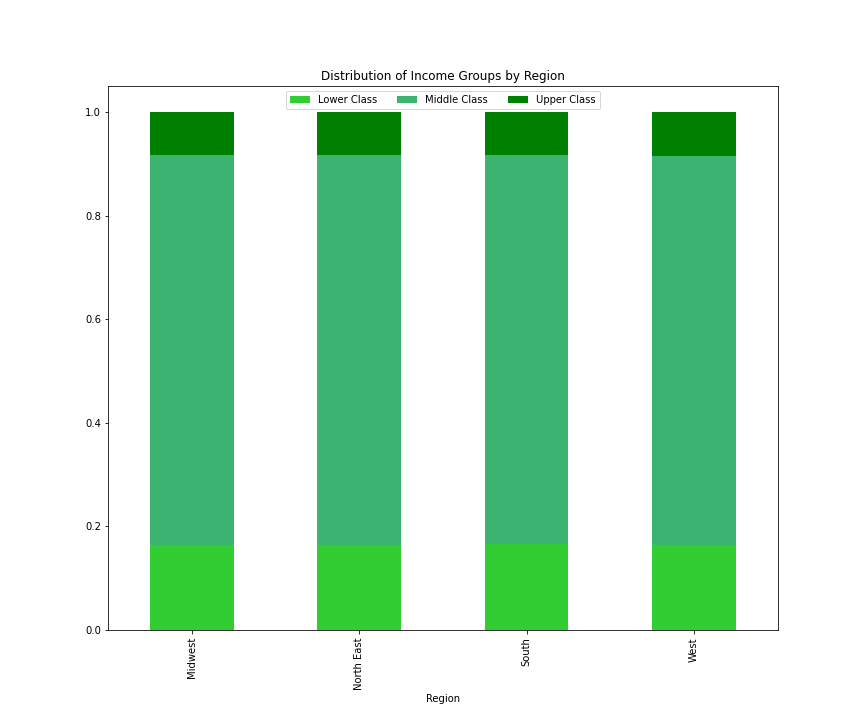 Distribution of Income Groups by Region
Lower Class Middle Class Upper Class
1.0
0.8
0.6
0.4
0.2
0.0
Midwest
North East
South
West
Region